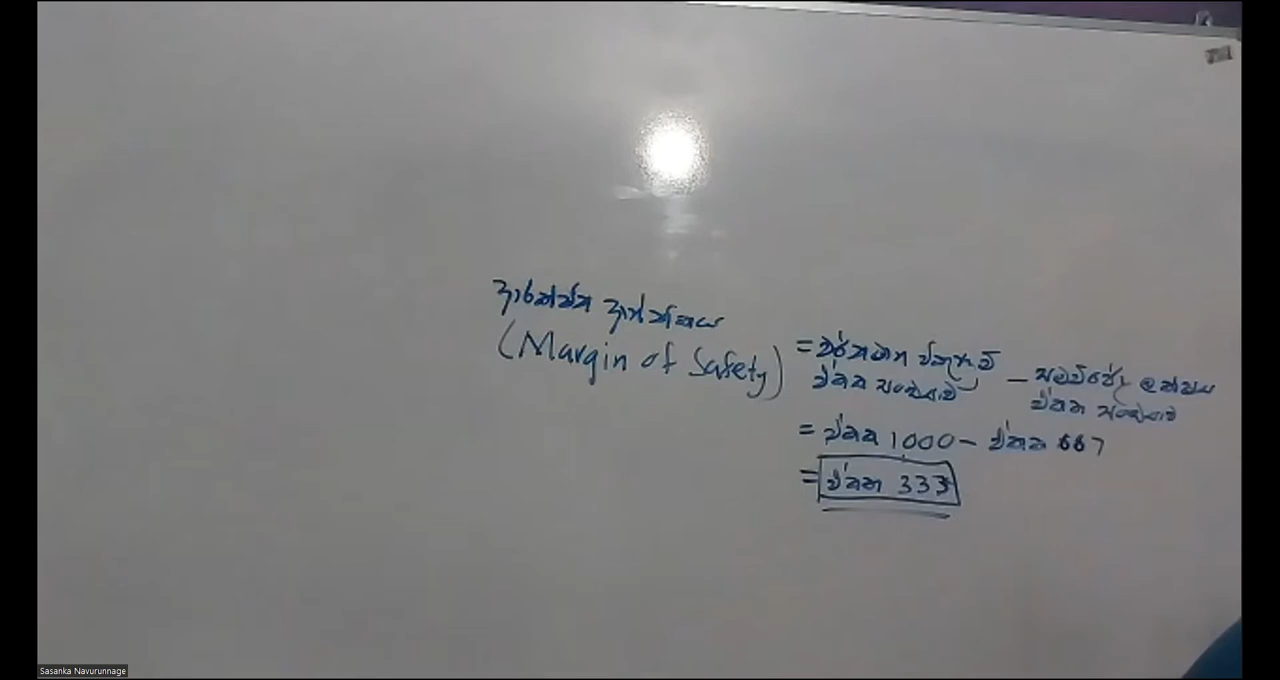 ආරක්ෂිත ආන්තිකය
(Margin of Safety) = වර්තමාන විකුණුම් ඒකක සංඛ්‍යාව – සමච්ඡේද ලක්ෂ්‍යය ඒකක සංඛ්‍යාව
= ඒකක 1000 – ඒකක 667
= ඒකක 333
Sasanka Navurunnage